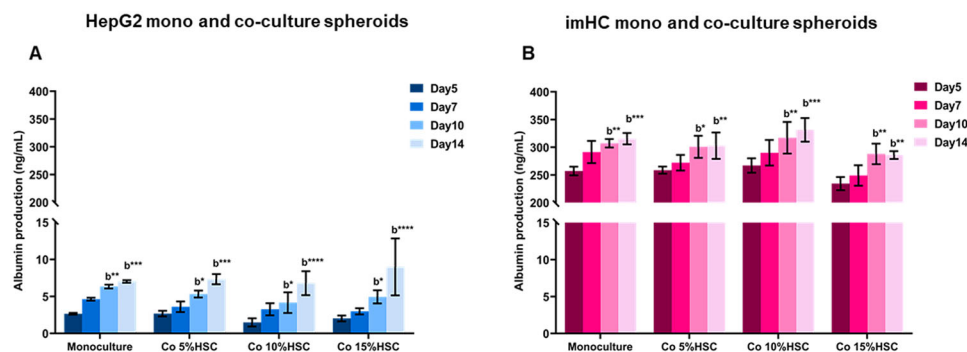 HepG2 mono and co-culture spheroids
imHC mono and co-culture spheroids
A
Day5
Day7
Day10
Day14
Albumin production (ng/mL)
400
350
300
250
200
15
10
5
0
b** b***
b* b***
b* b****
b* b****
Monoculture Co 5%HSC Co 10%HSC Co 15%HSC
B
Day5
Day7
Day10
Day14
Albumin production (ng/mL)
400
350
300
250
200
15
10
5
0
b** b***
b* b**
b** b***
b** b**
Monoculture Co 5%HSC Co 10%HSC Co 15%HSC